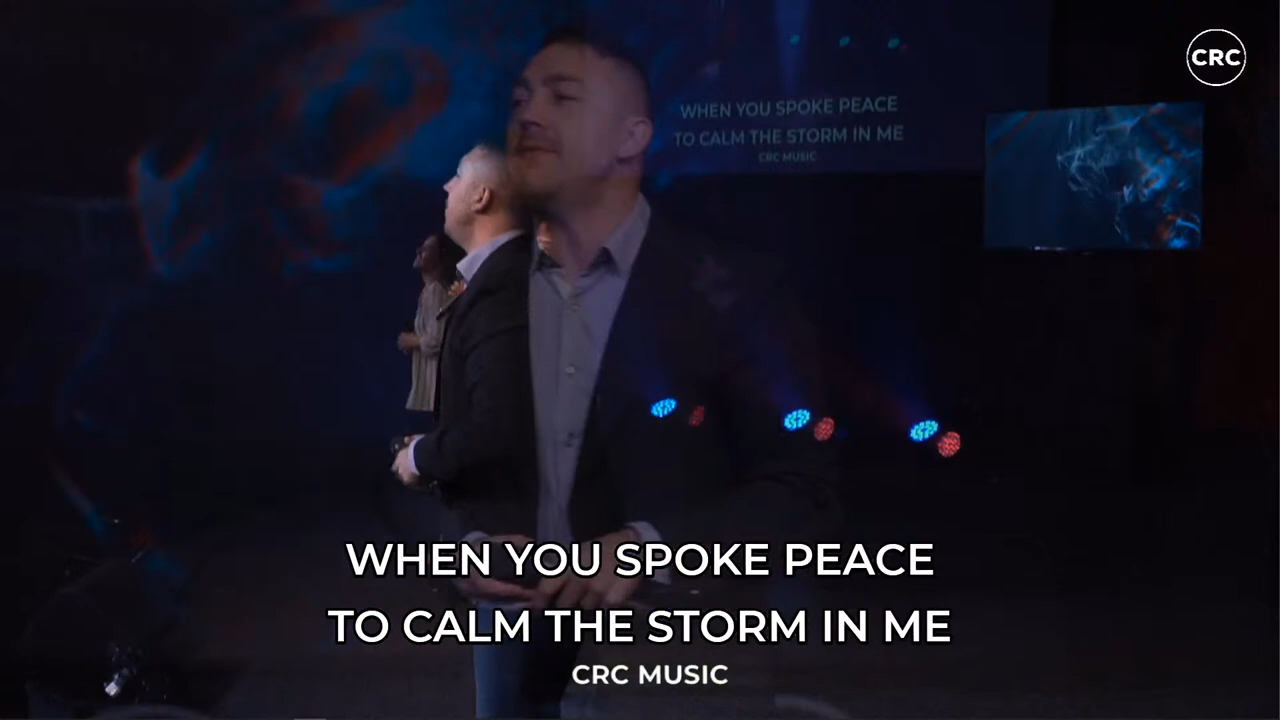 CRC
WHEN YOU SPOKE PEACE
TO CALM THE STORM IN ME
CRC MUSIC
WHEN YOU SPOKE PEACE
TO CALM THE STORM IN ME
CRC MUSIC